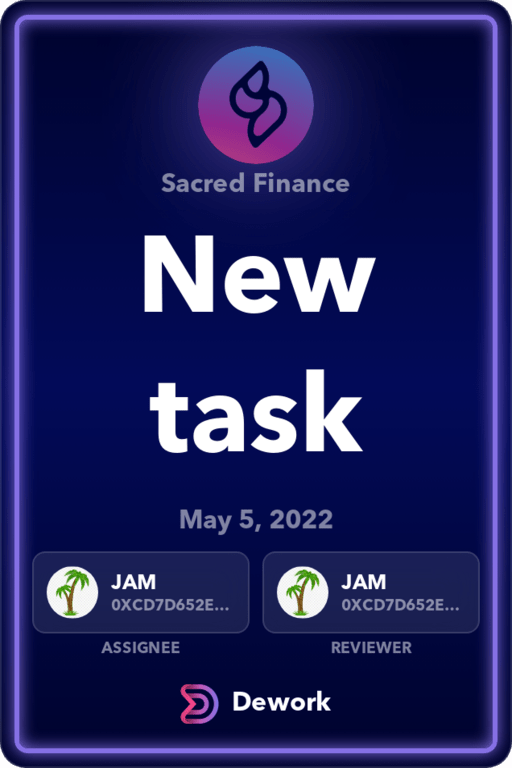 Sacred Finance
New
task
May 5, 2022
JAM
0XCD7D652E...
ASSIGNEE
JAM
0XCD7D652E...
REVIEWER
Dework